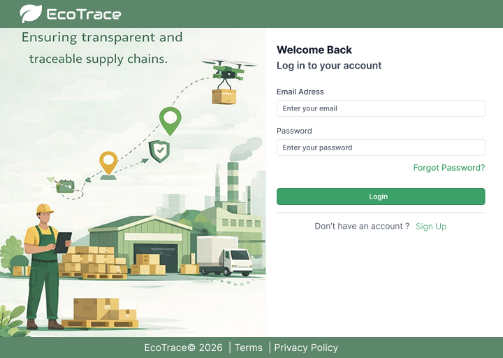 EcoTrace
Ensuring transparent and
traceable supply chains.
Welcome Back
Log in to your account
Email Adress
Enter your email
Password
Enter your password
Forgot Password?
Login
Don't have an account ? Sign Up
EcoTrace© 2026 | Terms | Privacy Policy